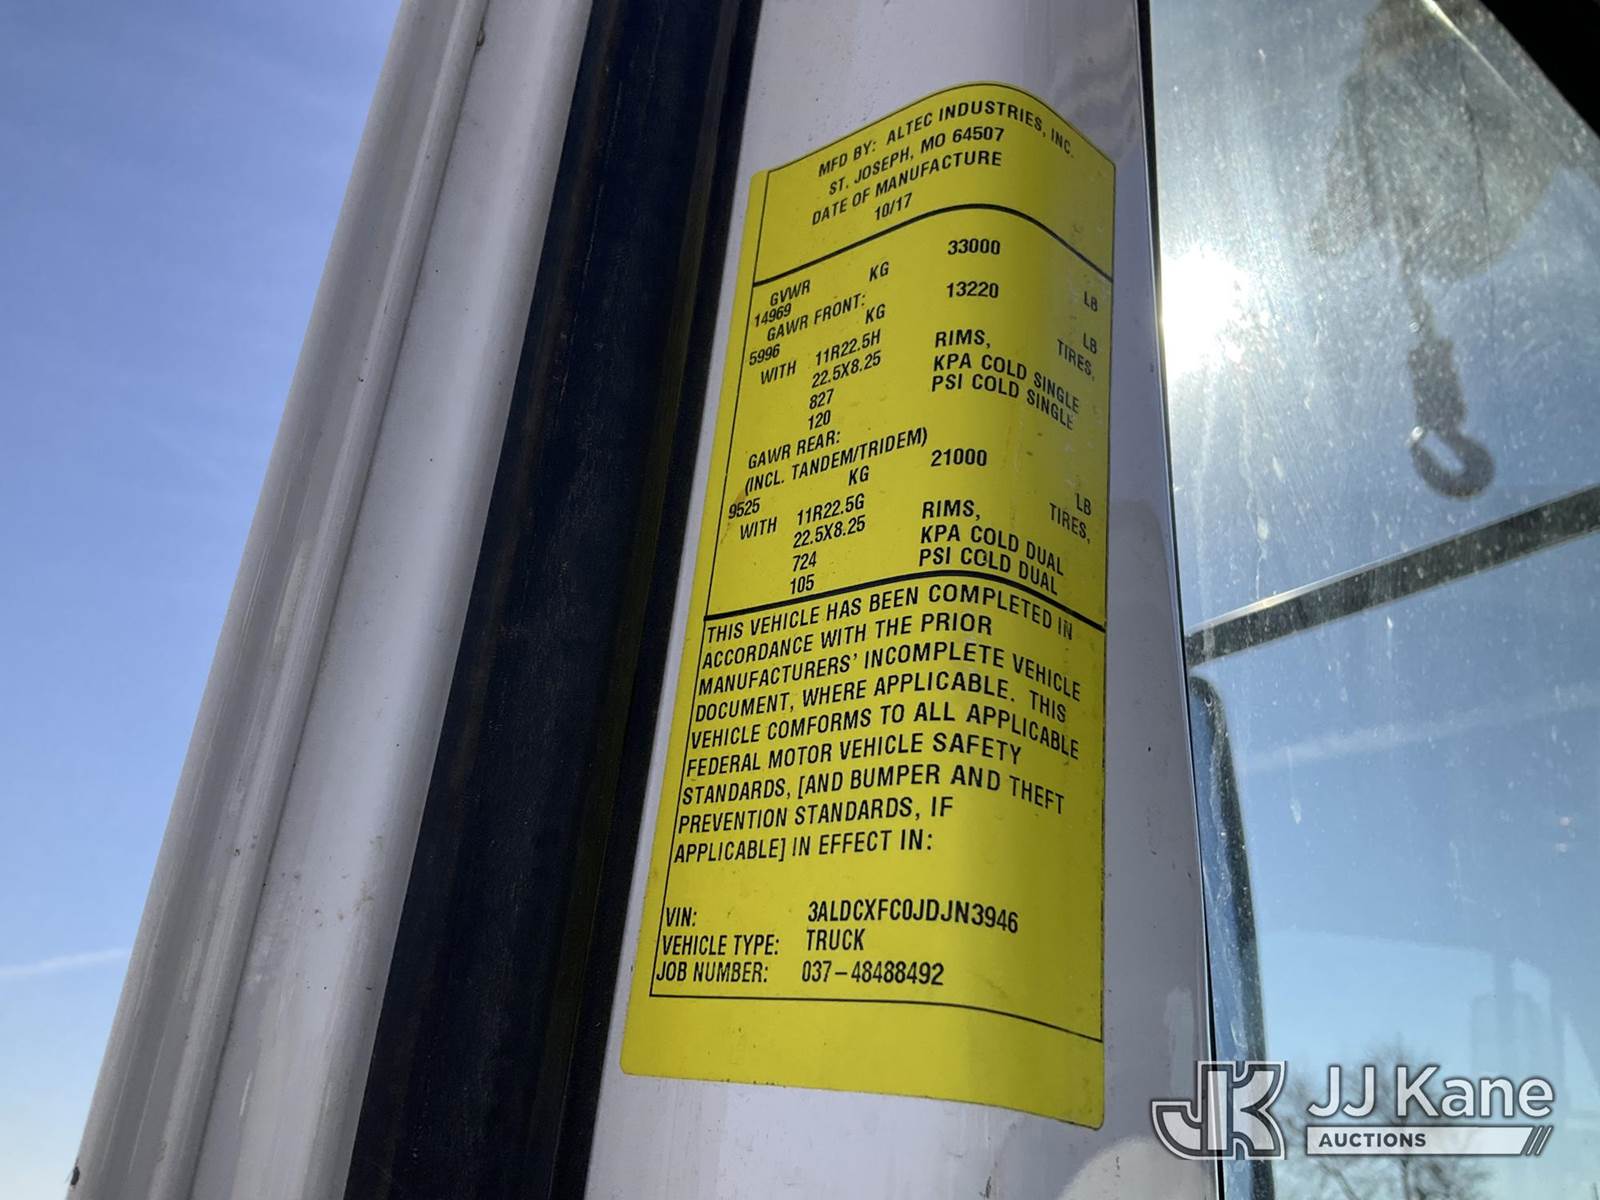 MFD BY: ALTEC INDUSTRIES, INC.
ST. JOSEPH, MO 64507
DATE OF MANUFACTURE
10/17
GVWR
14969 KG 33000 LB
GAWR FRONT:
5996 KG 13220 LB
WITH 11R22.5H TIRES,
22.5X8.25 RIMS,
827 KPA COLD SINGLE
120 PSI COLD SINGLE
GAWR REAR:
(INCL. TANDEM/TRIDEM)
9525 KG 21000 LB
WITH 11R22.5G TIRES,
22.5X8.25 RIMS,
724 KPA COLD DUAL
105 PSI COLD DUAL
THIS VEHICLE HAS BEEN COMPLETED IN
ACCORDANCE WITH THE PRIOR
MANUFACTURERS' INCOMPLETE VEHICLE
DOCUMENT, WHERE APPLICABLE. THIS
VEHICLE COMFORMS TO ALL APPLICABLE
FEDERAL MOTOR VEHICLE SAFETY
STANDARDS, [AND BUMPER AND THEFT
PREVENTION STANDARDS, IF
APPLICABLE] IN EFFECT IN:
VIN: 3ALDCXFC0JDJN3946
VEHICLE TYPE: TRUCK
JOB NUMBER: 037-48488492
JK JJ Kane
AUCTIONS